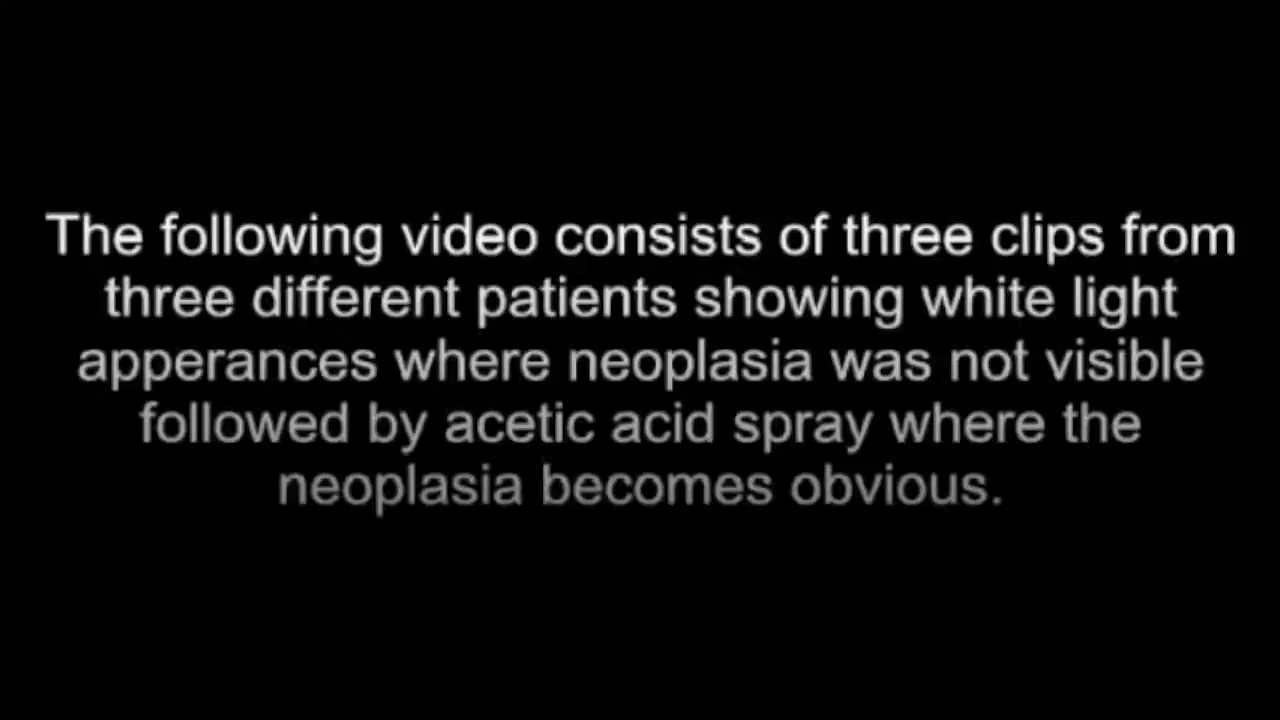 The following video consists of three clips from
three different patients showing white light
apperances where neoplasia was not visible
followed by acetic acid spray where the
neoplasia becomes obvious.